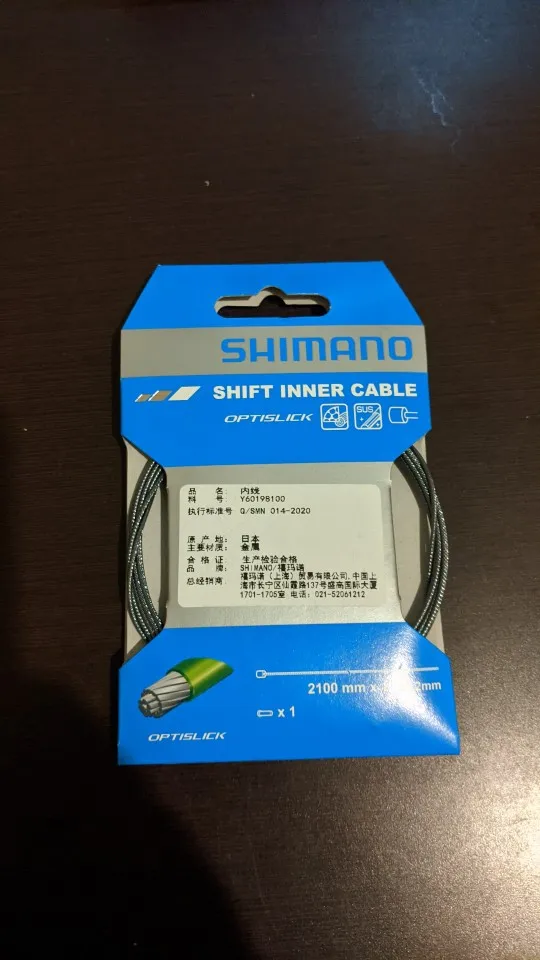 SHIMANO
SHIFT INNER CABLE
OPTISLICK
SUS
品 名: 内线
料 号: Y60198100
执行标准号 Q/SMN 014-2020
原 产 地: 日本
主要材质: 金属
合 格 证: 生产检验合格
品 牌: SHIMANO/禧玛诺
总经销商: 禧玛诺（上海）贸易有限公司.中国上
海市长宁区仙霞路137号盛高国际大厦
1701-1705室 电话: 021-52061212
2100 mm x 2mm
x 1
OPTISLICK